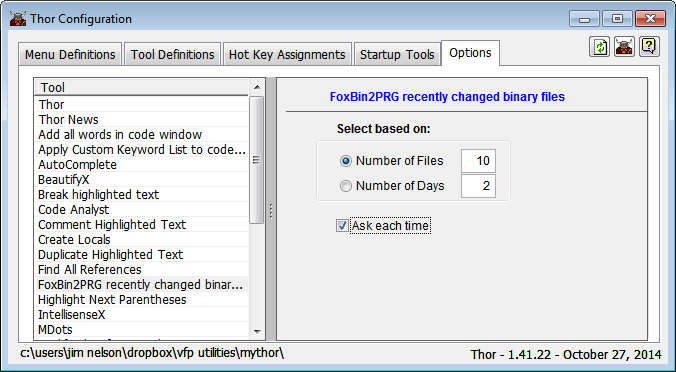 Thor Configuration
Menu Definitions Tool Definitions Hot Key Assignments Startup Tools Options
Tool
Thor
Thor News
Add all words in code window
Apply Custom Keyword List to code...
AutoComplete
BeautifyX
Break highlighted text
Code Analyst
Comment Highlighted Text
Create Locals
Duplicate Highlighted Text
Find All References
FoxBin2PRG recently changed binar...
Highlight Next Parentheses
IntellisenseX
MDots
FoxBin2PRG recently changed binary files
Select based on:
Number of Files 10
Number of Days 2
Ask each time
c:\users\jim nelson\dropbox\vfp utilities\mythor\
Thor - 1.41.22 - October 27, 2014